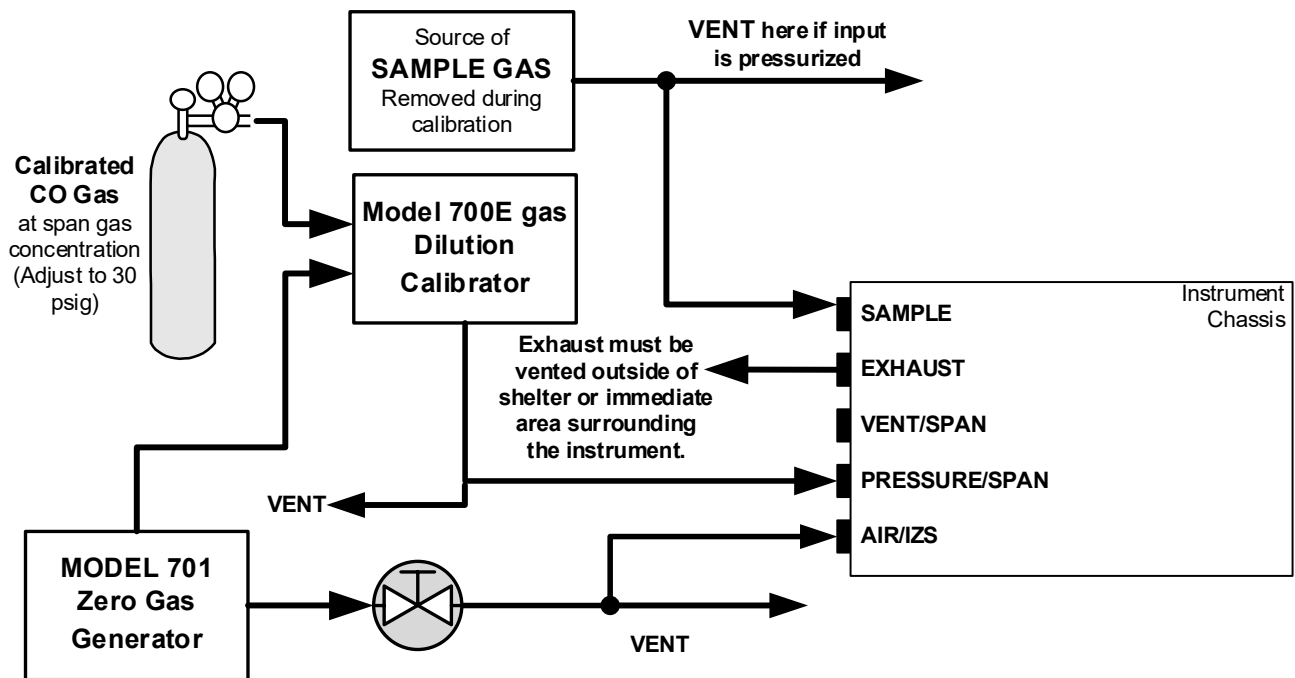 Source of
SAMPLE GAS
Removed during
calibration
VENT here if input
is pressurized
Calibrated
CO Gas
at span gas
concentration
(Adjust to 30
psig)
Model 700E gas
Dilution
Calibrator
Instrument
Chassis
SAMPLE
EXHAUST
VENT/SPAN
PRESSURE/SPAN
AIR/IZS
Exhaust must be
vented outside of
shelter or immediate
area surrounding
the instrument.
VENT
MODEL 701
Zero Gas
Generator
VENT